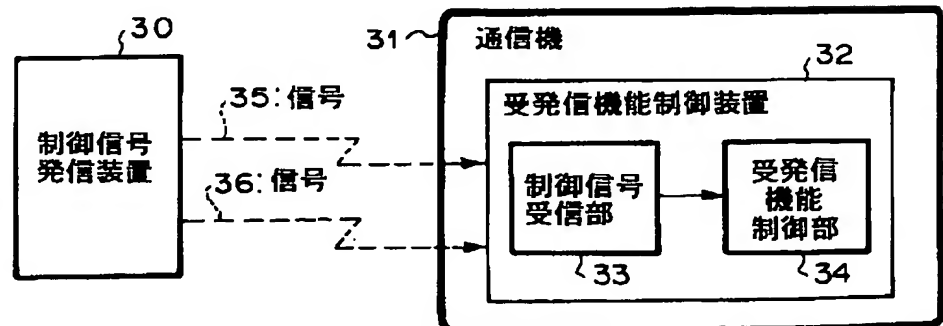 30
制御信号
発信装置
35:信号
36:信号
31
通信機
32
受発信機能制御装置
制御信号
受信部
33
受発信
機能
制御部
34